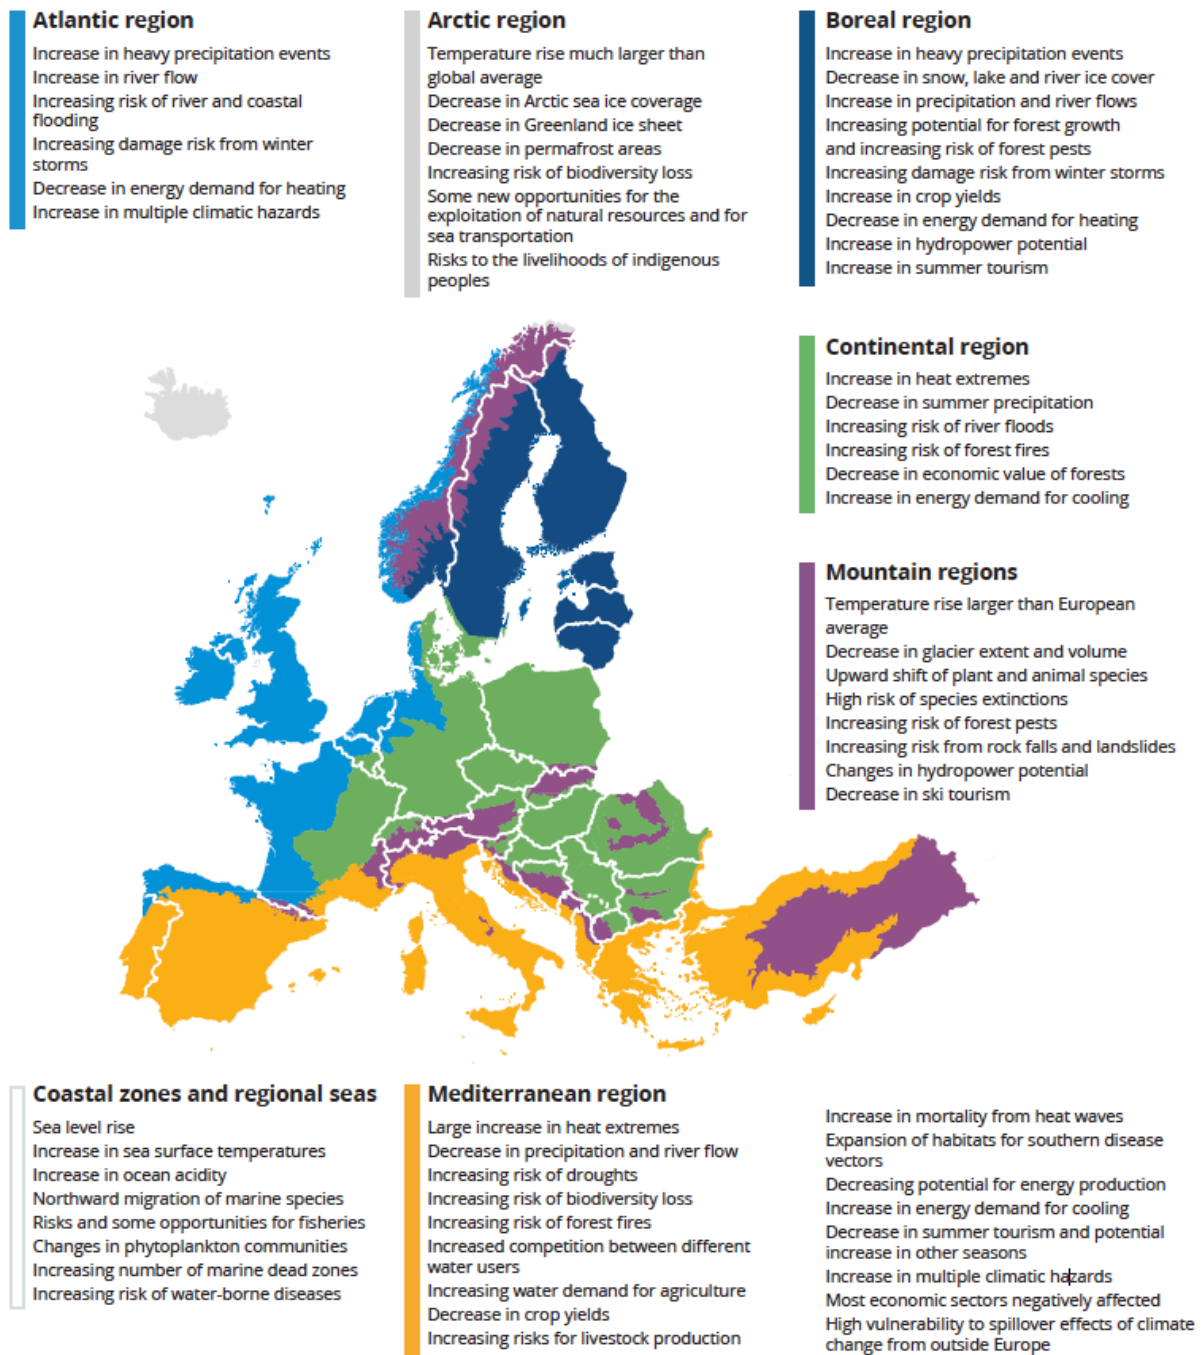 Atlantic region
Increase in heavy precipitation events
Increase in river flow
Increasing risk of river and coastal
flooding
Increasing damage risk from winter
storms
Decrease in energy demand for heating
Increase in multiple climatic hazards
Arctic region
Temperature rise much larger than
global average
Decrease in Arctic sea ice coverage
Decrease in Greenland ice sheet
Decrease in permafrost areas
Increasing risk of biodiversity loss
Some new opportunities for the
exploitation of natural resources and for
sea transportation
Risks to the livelihoods of indigenous
peoples
Boreal region
Increase in heavy precipitation events
Decrease in snow, lake and river ice cover
Increase in precipitation and river flows
Increasing potential for forest growth
and increasing risk of forest pests
Increasing damage risk from winter storms
Increase in crop yields
Decrease in energy demand for heating
Increase in hydropower potential
Increase in summer tourism
Continental region
Increase in heat extremes
Decrease in summer precipitation
Increasing risk of river floods
Increasing risk of forest fires
Decrease in economic value of forests
Increase in energy demand for cooling
Mountain regions
Temperature rise larger than European
average
Decrease in glacier extent and volume
Upward shift of plant and animal species
High risk of species extinctions
Increasing risk of forest pests
Increasing risk from rock falls and landslides
Changes in hydropower potential
Decrease in ski tourism
Coastal zones and regional seas
Sea level rise
Increase in sea surface temperatures
Increase in ocean acidity
Northward migration of marine species
Risks and some opportunities for fisheries
Changes in phytoplankton communities
Increasing number of marine dead zones
Increasing risk of water-borne diseases
Mediterranean region
Large increase in heat extremes
Decrease in precipitation and river flow
Increasing risk of droughts
Increasing risk of biodiversity loss
Increasing risk of forest fires
Increased competition between different
water users
Increasing water demand for agriculture
Decrease in crop yields
Increasing risks for livestock production
Increase in mortality from heat waves
Expansion of habitats for southern disease
vectors
Decreasing potential for energy production
Increase in energy demand for cooling
Decrease in summer tourism and potential
increase in other seasons
Increase in multiple climatic hazards
Most economic sectors negatively affected
High vulnerability to spillover effects of climate
change from outside Europe